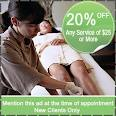 20% OFF
Any Service of $25
or More
Mention this ad at the time of appointment
New Clients Only